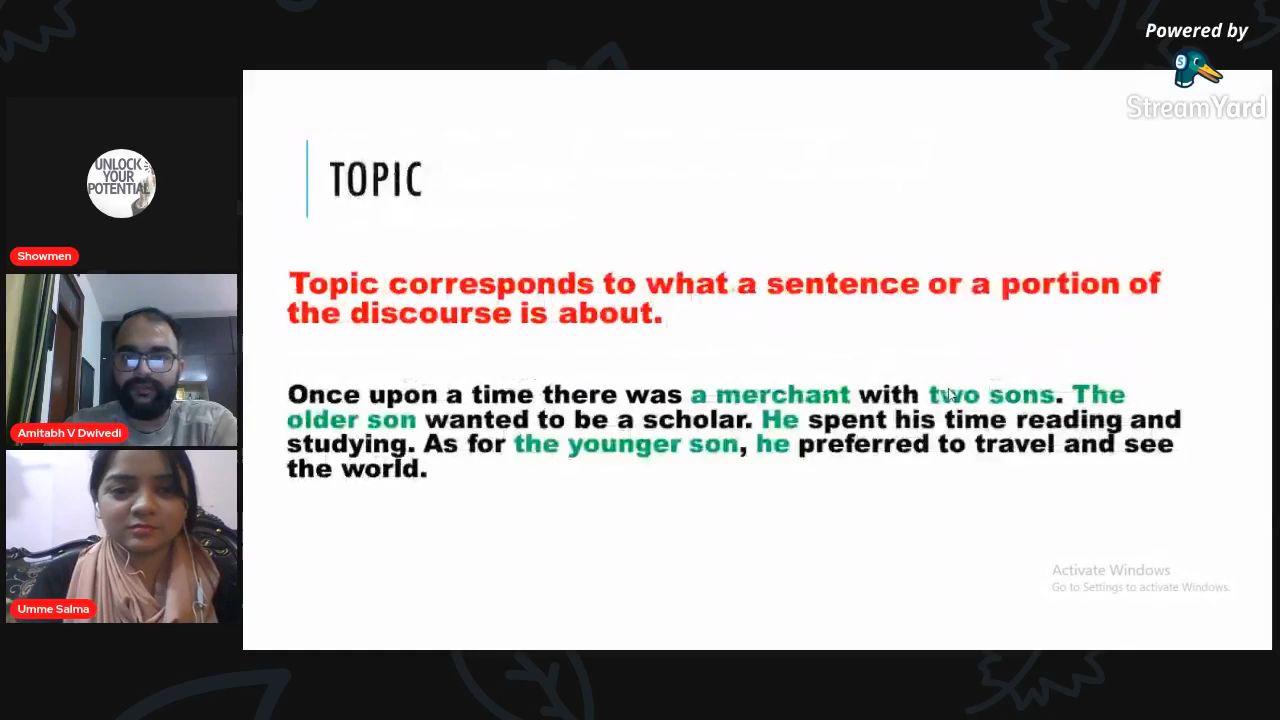 Powered by
StreamYard
UNLOCK
YOUR
POTENTIAL
Showmen
Amitabh V Dwivedi
Umme Salma
TOPIC
Topic corresponds to what a sentence or a portion of
the discourse is about.
Once upon a time there was a merchant with two sons. The
older son wanted to be a scholar. He spent his time reading and
studying. As for the younger son, he preferred to travel and see
the world.
Activate Windows
Go to Settings to activate Windows.